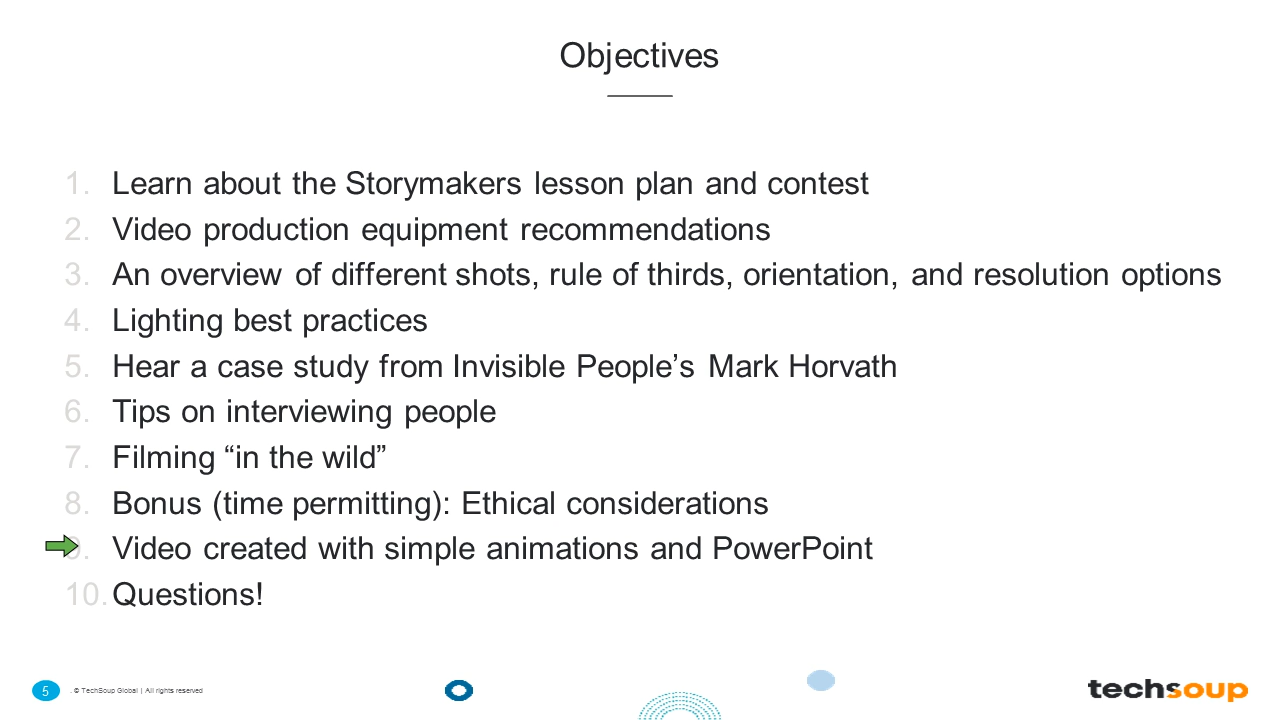 Objectives
1. Learn about the Storymakers lesson plan and contest
2. Video production equipment recommendations
3. An overview of different shots, rule of thirds, orientation, and resolution options
4. Lighting best practices
5. Hear a case study from Invisible People’s Mark Horvath
6. Tips on interviewing people
7. Filming “in the wild”
8. Bonus (time permitting): Ethical considerations
9. Video created with simple animations and PowerPoint
10. Questions!
5 . © TechSoup Global | All rights reserved
techsoup